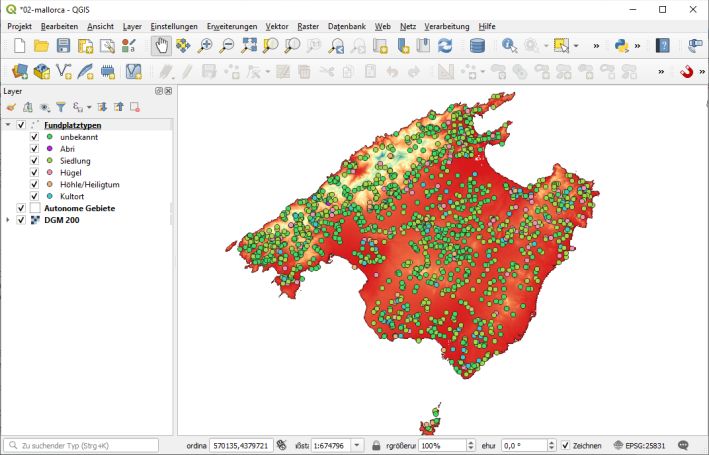 *02-mallorca - QGIS
Projekt Bearbeiten Ansicht Layer Einstellungen Erweiterungen Vektor Raster Datenbank Web Netz Verarbeitung Hilfe
Layer
Fundplatztypen
unbekannt
Abri
Siedlung
Hügel
Höhle/Heiligtum
Kultort
Autonome Gebiete
DGM 200
Zu suchender Typ (Strg+K) ordina 570135,4379721 ißsta 1:674796 rgrößerur 100% ehur 0,0 ° Zeichnen EPSG:25831